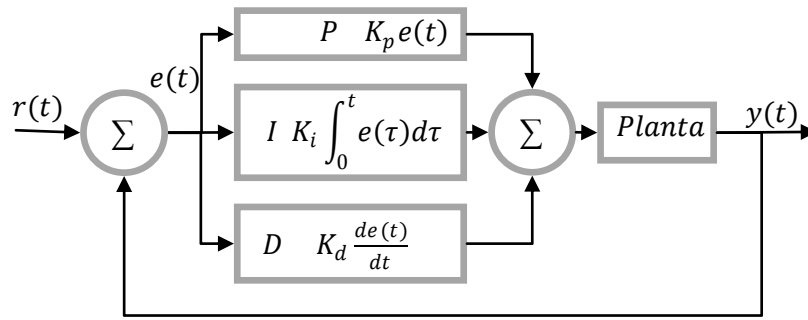 P K_p e(t)
e(t)
r(t)
∑
I K_i ∫_0^t e(τ)dτ
∑
Planta
y(t)
D K_d de(t)/dt